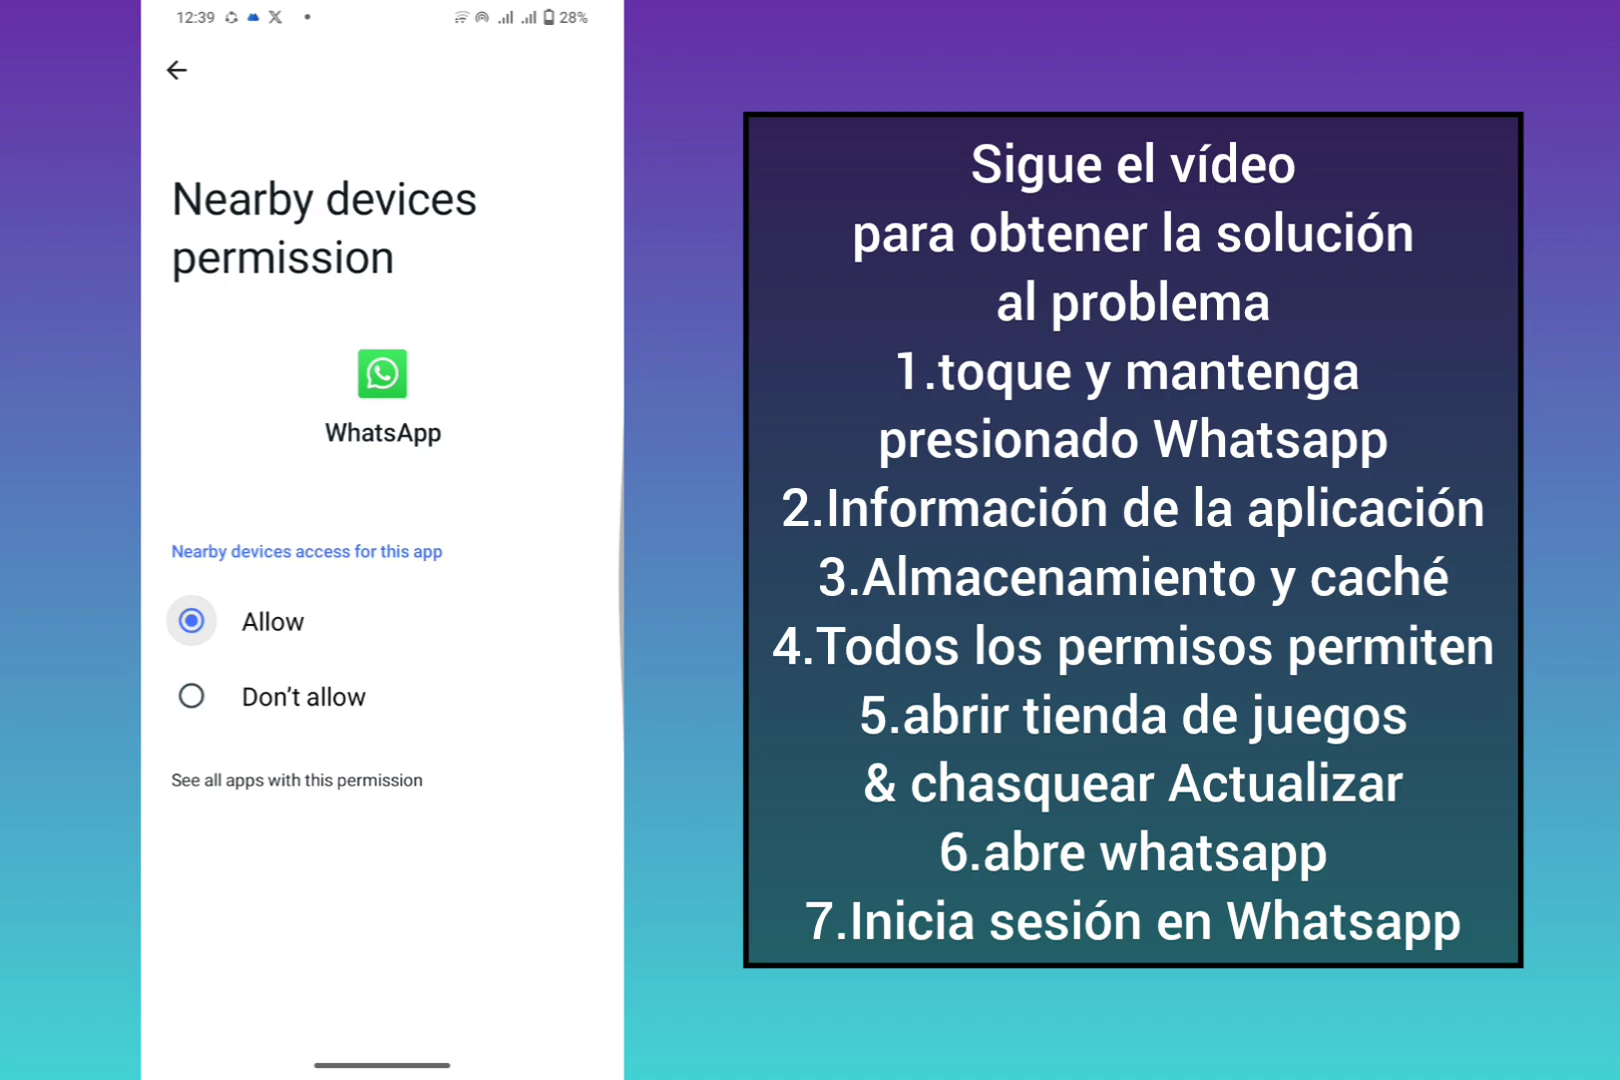 12:39
28%
Nearby devices
permission
WhatsApp
Nearby devices access for this app
Allow
Don’t allow
See all apps with this permission
Sigue el vídeo
para obtener la solución
al problema
1.toque y mantenga
presionado Whatsapp
2.Información de la aplicación
3.Almacenamiento y caché
4.Todos los permisos permiten
5.abrir tienda de juegos
& chasquear Actualizar
6.abre whatsapp
7.Inicia sesión en Whatsapp